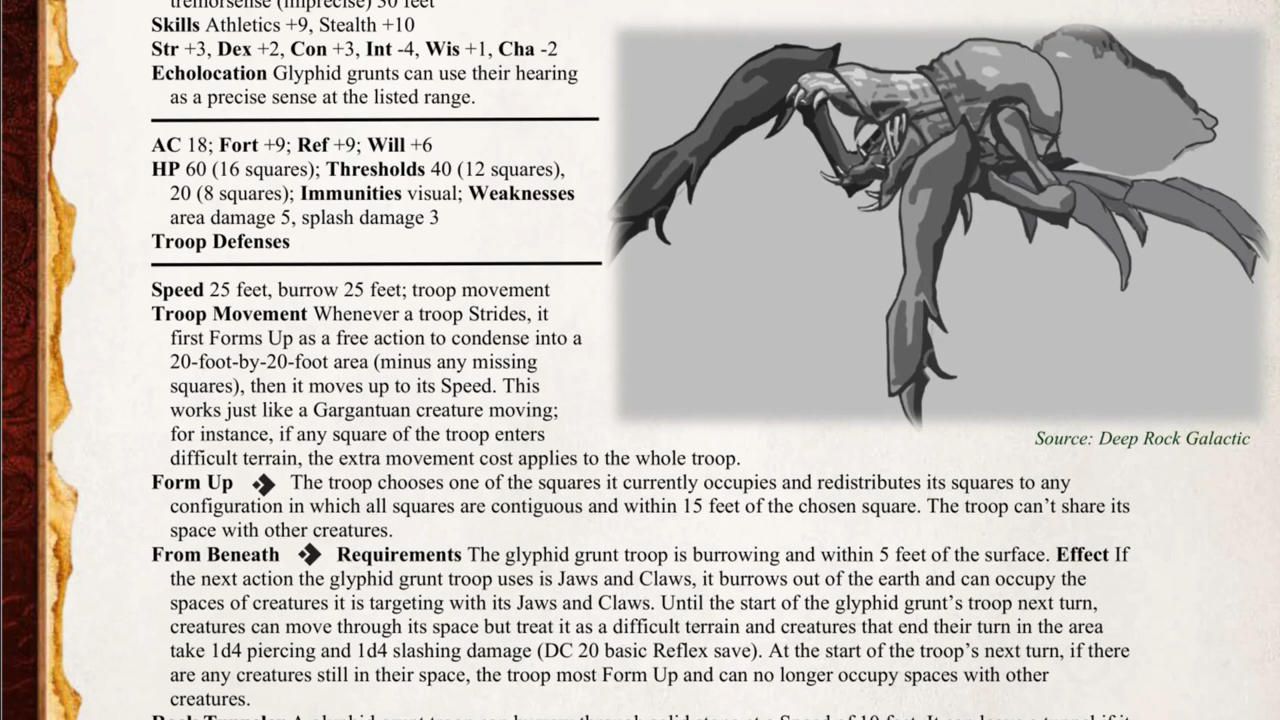 tremorsense (imprecise) 30 feet
Skills Athletics +9, Stealth +10
Str +3, Dex +2, Con +3, Int -4, Wis +1, Cha -2
Echolocation Glyphid grunts can use their hearing
as a precise sense at the listed range.
AC 18; Fort +9; Ref +9; Will +6
HP 60 (16 squares); Thresholds 40 (12 squares),
20 (8 squares); Immunities visual; Weaknesses
area damage 5, splash damage 3
Troop Defenses
Speed 25 feet, burrow 25 feet; troop movement
Troop Movement Whenever a troop Strides, it
first Forms Up as a free action to condense into a
20-foot-by-20-foot area (minus any missing
squares), then it moves up to its Speed. This
works just like a Gargantuan creature moving;
for instance, if any square of the troop enters
difficult terrain, the extra movement cost applies to the whole troop.
Source: Deep Rock Galactic
Form Up The troop chooses one of the squares it currently occupies and redistributes its squares to any
configuration in which all squares are contiguous and within 15 feet of the chosen square. The troop can't share its
space with other creatures.
From Beneath Requirements The glyphid grunt troop is burrowing and within 5 feet of the surface. Effect If
the next action the glyphid grunt troop uses is Jaws and Claws, it burrows out of the earth and can occupy the
spaces of creatures it is targeting with its Jaws and Claws. Until the start of the glyphid grunt's troop next turn,
creatures can move through its space but treat it as a difficult terrain and creatures that end their turn in the area
take 1d4 piercing and 1d4 slashing damage (DC 20 basic Reflex save). At the start of the troop's next turn, if there
are any creatures still in their space, the troop most Form Up and can no longer occupy spaces with other
creatures.